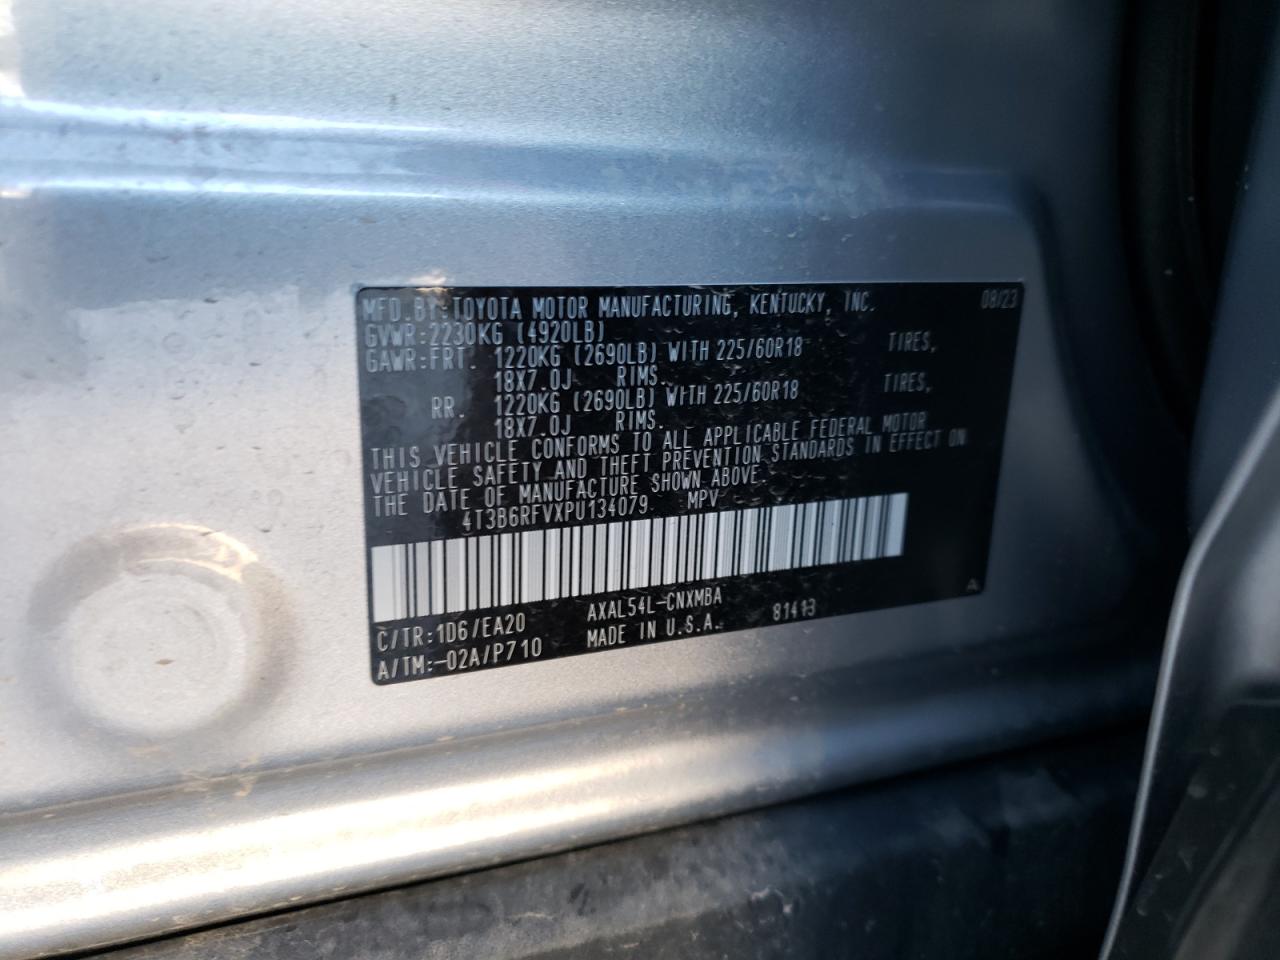 MFD.BY:TOYOTA MOTOR MANUFACTURING, KENTUCKY, INC. 08/23
GVWR:2230KG (4920LB)
GAWR:FRT. 1220KG (2690LB) WITH 225/60R18 TIRES,
18X7.0J RIMS.
RR. 1220KG (2690LB) WITH 225/60R18 TIRES,
18X7.0J RIMS.
THIS VEHICLE CONFORMS TO ALL APPLICABLE FEDERAL MOTOR
VEHICLE SAFETY AND THEFT PREVENTION STANDARDS IN EFFECT ON
THE DATE OF MANUFACTURE SHOWN ABOVE.
4T3B6RFVXPU134079 MPV
C/TR:1D6/EA20 AXAL54L-CNXMBA 81413 A
A/TM:-02A/P710 MADE IN U.S.A.